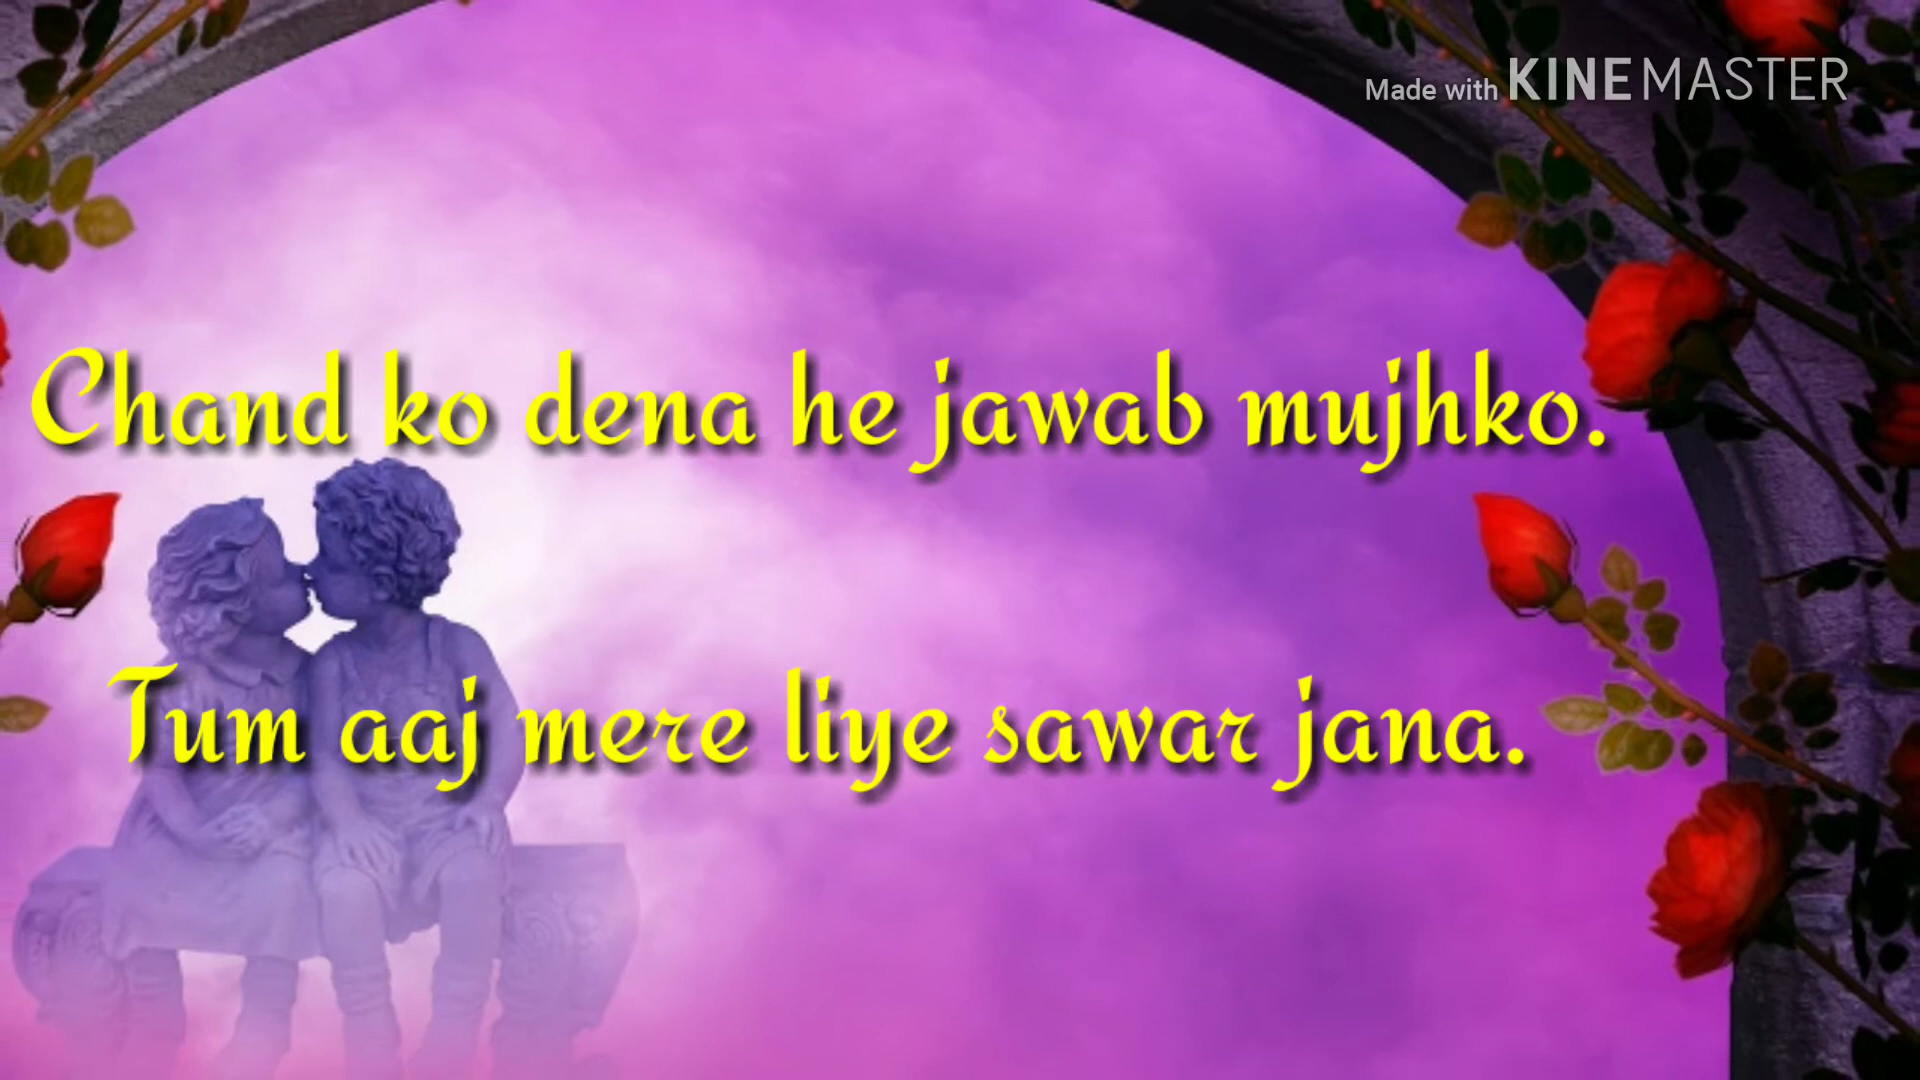 Made with KINEMASTER
Chand ko dena he jawab mujhko.
Tum aaj mere liye sawar jana.